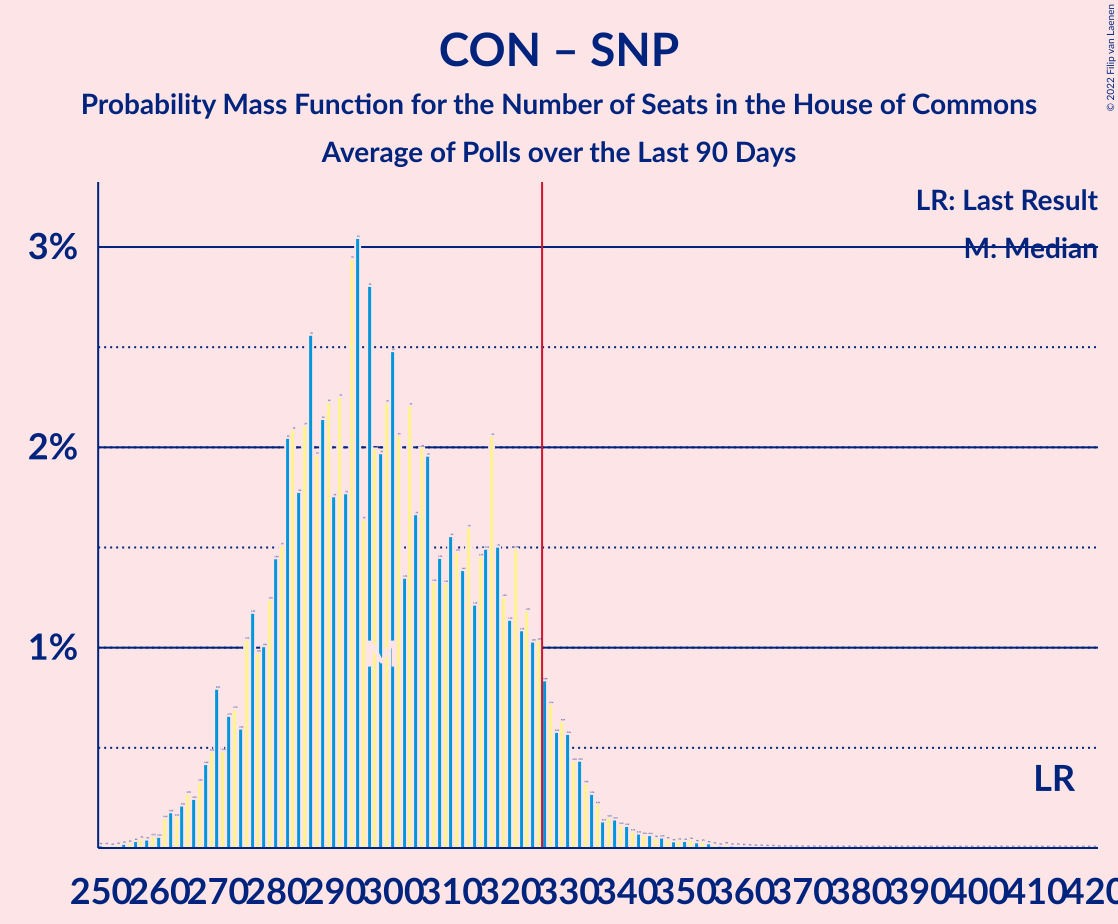 CON – SNP
Probability Mass Function for the Number of Seats in the House of Commons
Average of Polls over the Last 90 Days
© 2022 Filip van Laenen
LR: Last Result
M: Median
3%
2%
1%
M
LR
250 260 270 280 290 300 310 320 330 340 350 360 370 380 390 400 410 420